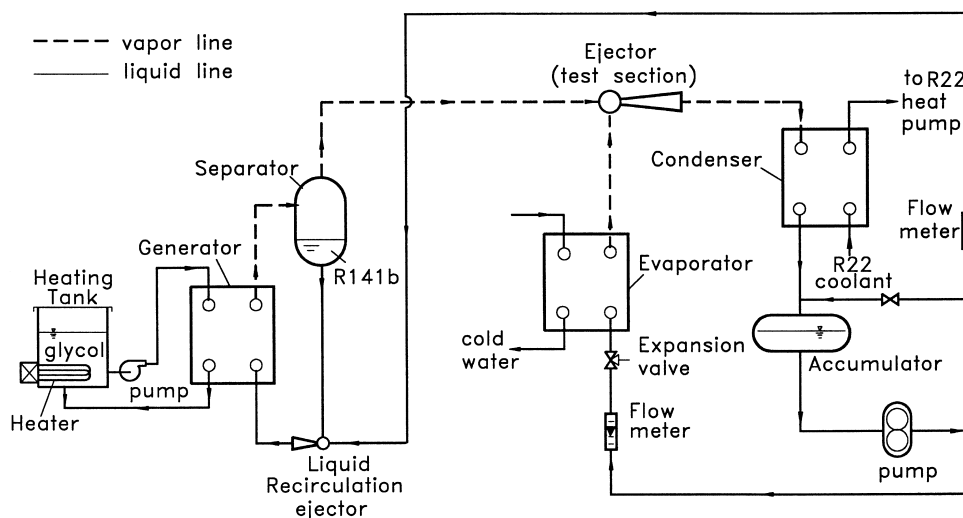 vapor line
liquid line
Ejector
(test section)
to R22
heat
pump
Condenser
Separator
Flow
meter
Generator
R141b
Evaporator
R22
coolant
Heating
Tank
glycol
cold
water
Expansion
valve
Accumulator
pump
Heater
Flow
meter
Liquid
Recirculation
ejector
pump